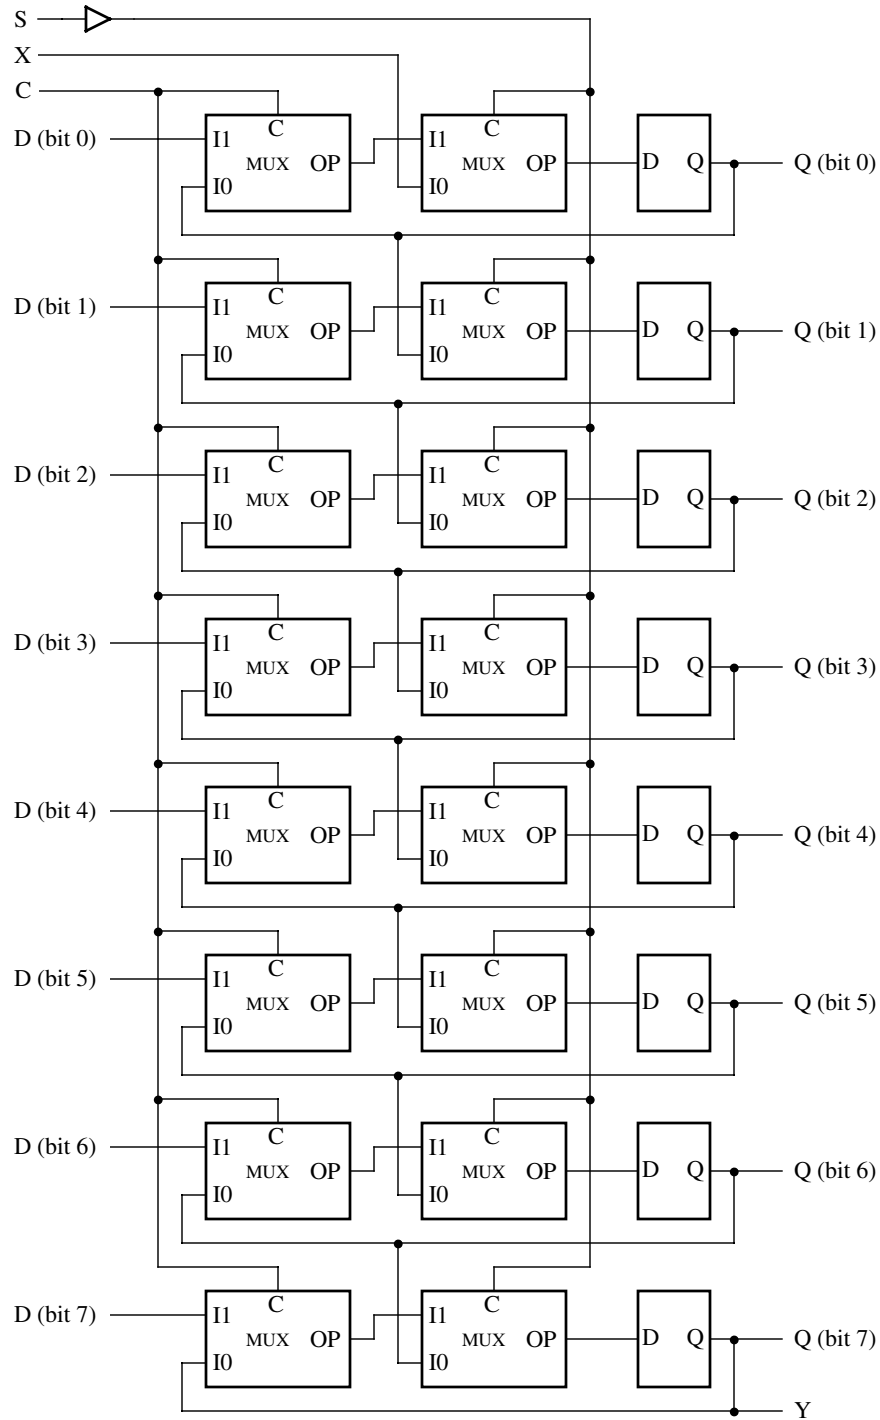 S
X
C
D (bit 0) I1 C MUX OP I0 I1 C MUX OP I0 D Q Q (bit 0)
D (bit 1) I1 C MUX OP I0 I1 C MUX OP I0 D Q Q (bit 1)
D (bit 2) I1 C MUX OP I0 I1 C MUX OP I0 D Q Q (bit 2)
D (bit 3) I1 C MUX OP I0 I1 C MUX OP I0 D Q Q (bit 3)
D (bit 4) I1 C MUX OP I0 I1 C MUX OP I0 D Q Q (bit 4)
D (bit 5) I1 C MUX OP I0 I1 C MUX OP I0 D Q Q (bit 5)
D (bit 6) I1 C MUX OP I0 I1 C MUX OP I0 D Q Q (bit 6)
D (bit 7) I1 C MUX OP I0 I1 C MUX OP I0 D Q Q (bit 7)
Y